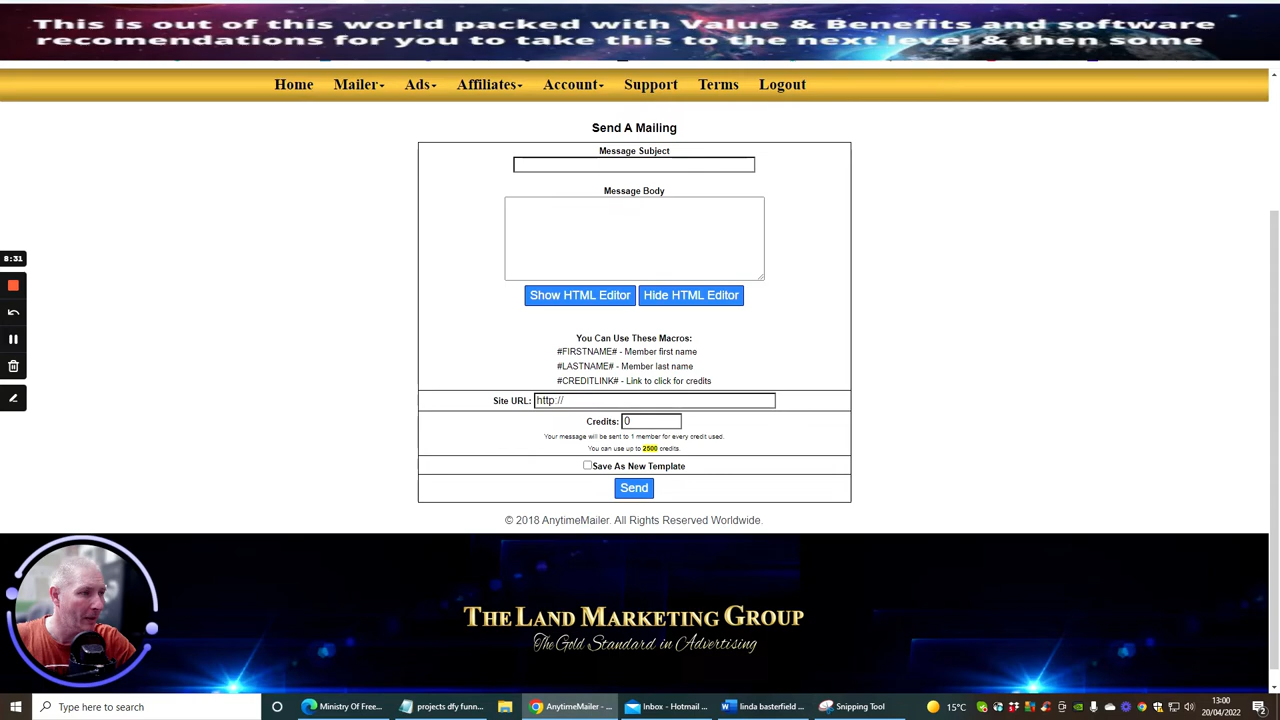 This is out of this world packed with Value & Benefits and software
recomendations for you to take this to the next level & then some
Home Mailer Ads Affiliates Account Support Terms Logout
Send A Mailing
Message Subject
Message Body
Show HTML Editor Hide HTML Editor
You Can Use These Macros:
#FIRSTNAME# - Member first name
#LASTNAME# - Member last name
#CREDITLINK# - Link to click for credits
Site URL: http://
Credits: 0
Your message will be sent to 1 member for every credit used.
You can use up to 2500 credits.
Save As New Template
Send
© 2018 AnytimeMailer. All Rights Reserved Worldwide.
8:31
The Land Marketing Group
The Gold Standard in Advertising
Type here to search
Ministry Of Free...
projects dfy funn...
AnytimeMailer - ...
Inbox - Hotmail ...
linda basterfield ...
Snipping Tool
15°C
13:00
20/04/2022